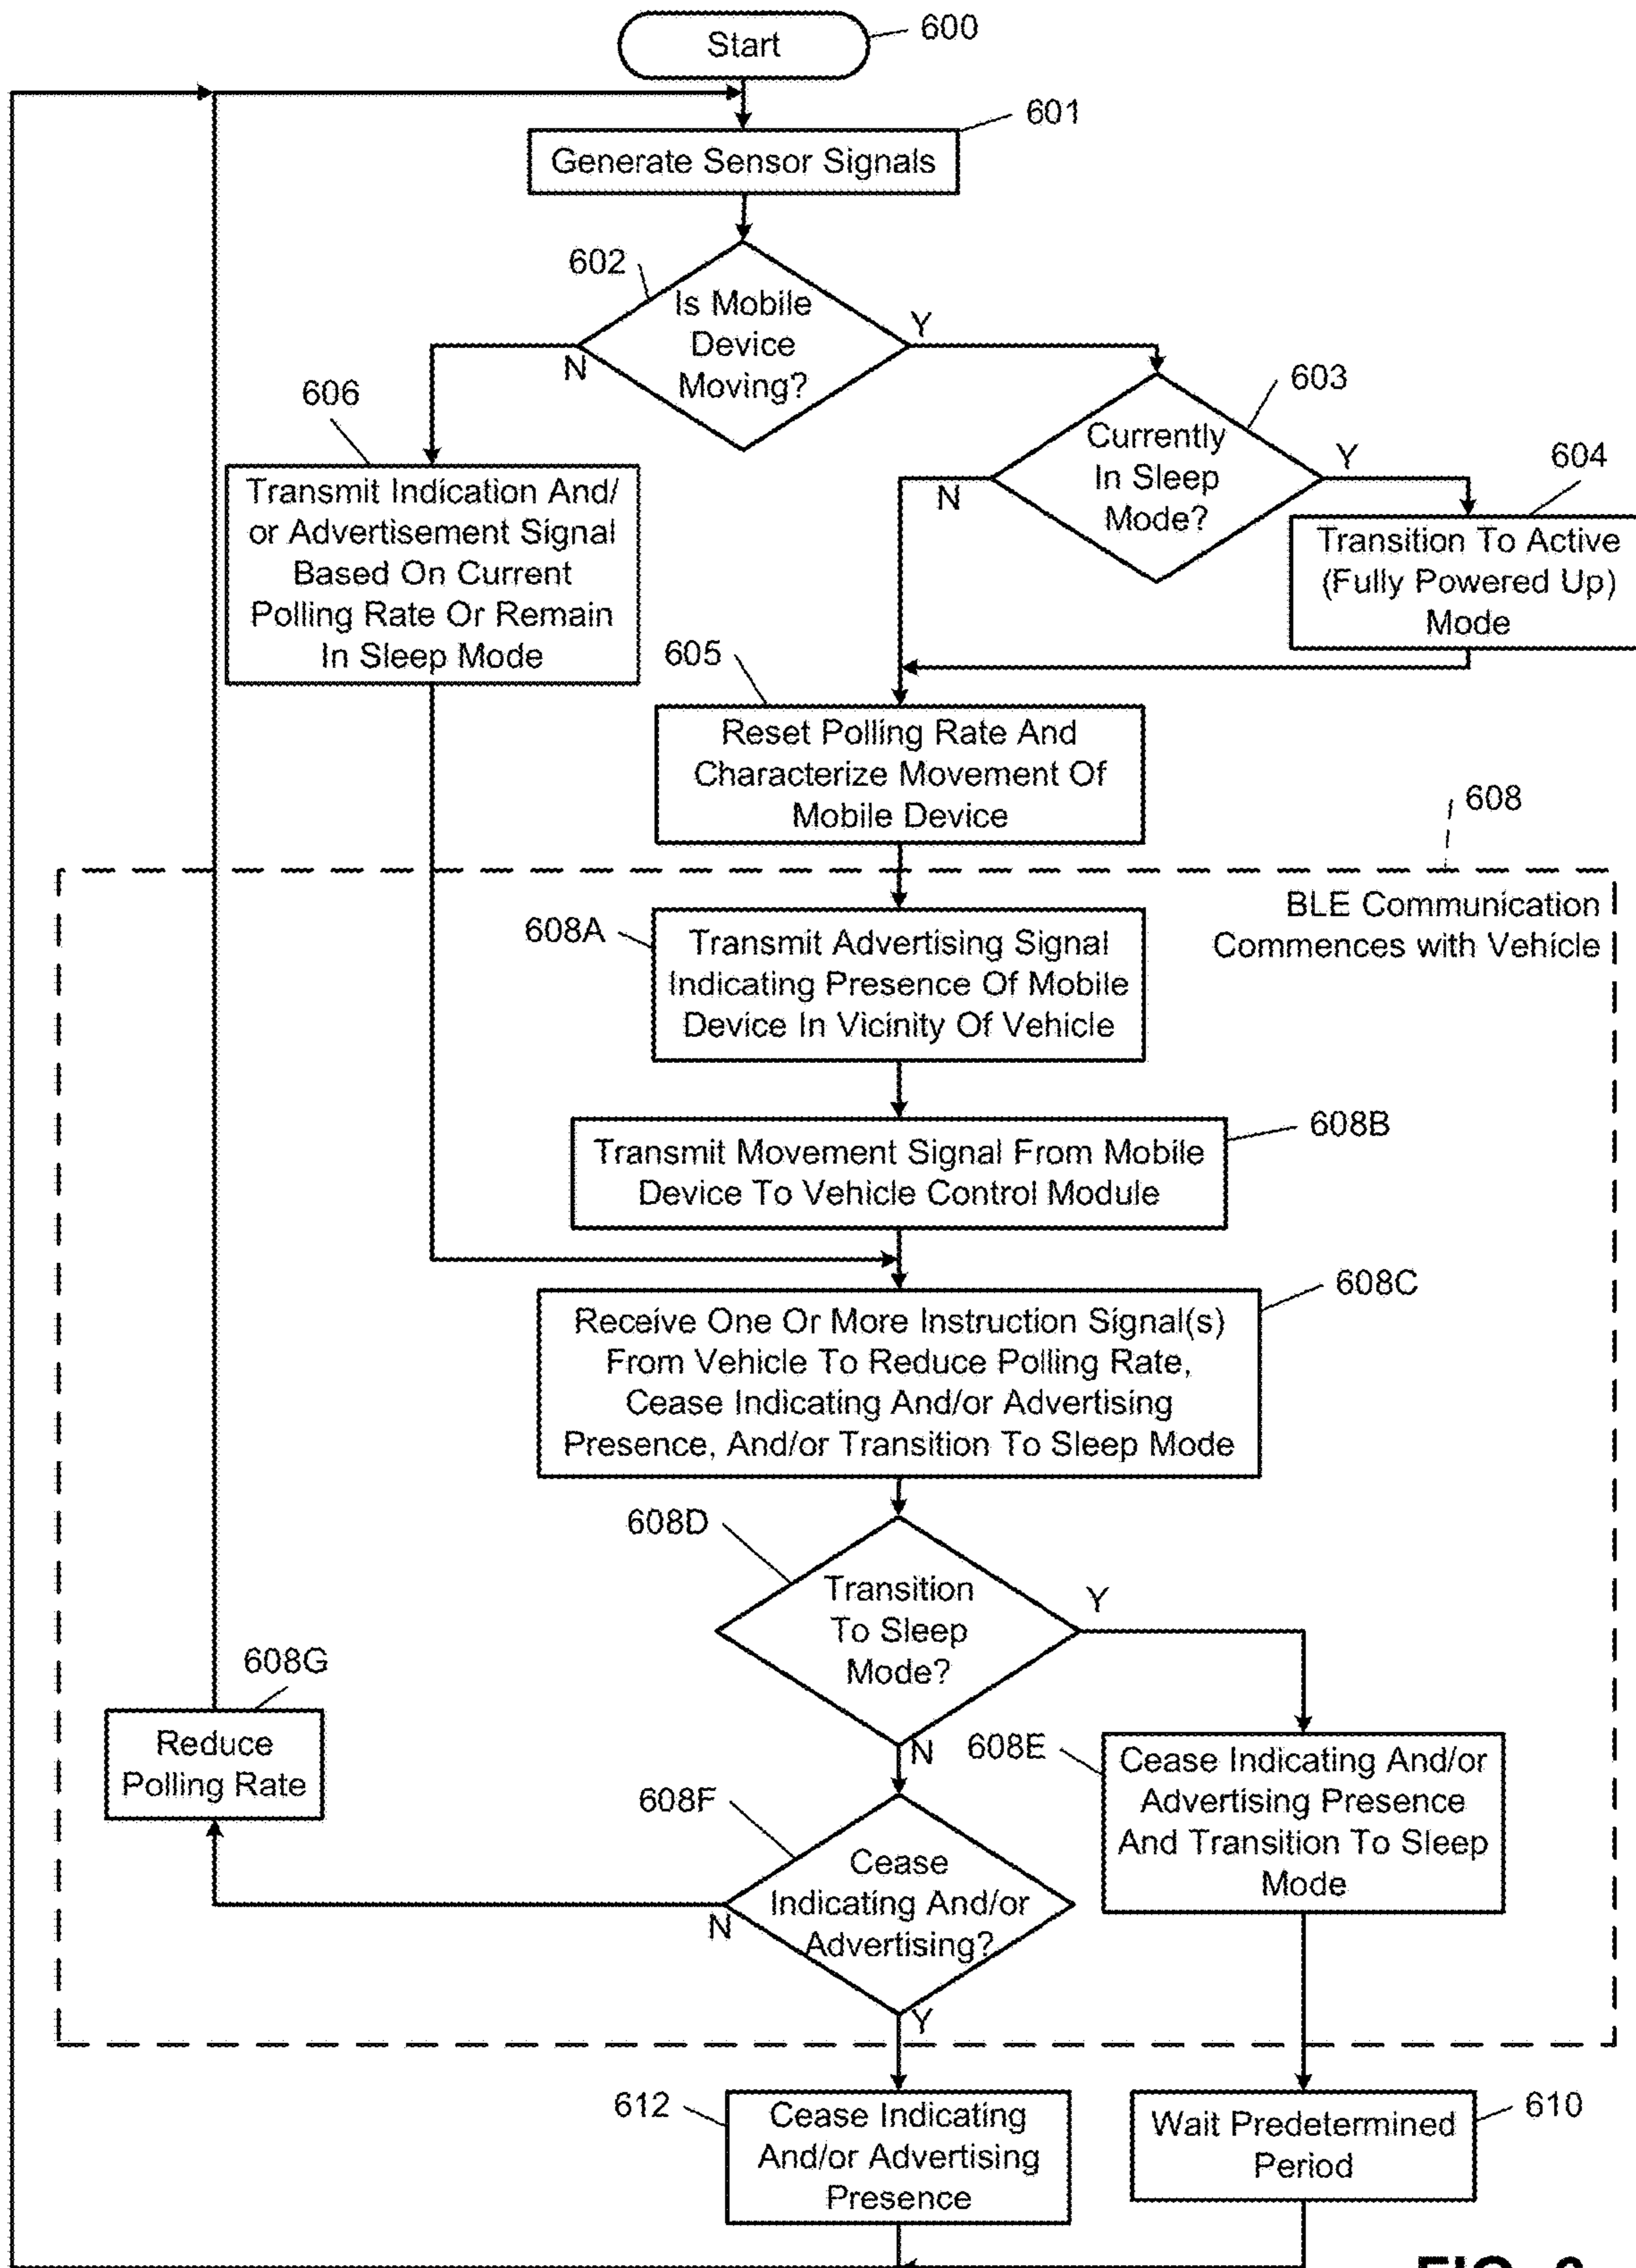 Start
600
601
Generate Sensor Signals
602
Is Mobile
Device
Moving?
Y
N
603
Currently
In Sleep
Mode?
Y
N
604
Transition To Active
(Fully Powered Up)
Mode
606
Transmit Indication And/
or Advertisement Signal
Based On Current
Polling Rate Or Remain
In Sleep Mode
605
Reset Polling Rate And
Characterize Movement Of
Mobile Device
608
BLE Communication
Commences with Vehicle
608A
Transmit Advertising Signal
Indicating Presence Of Mobile
Device In Vicinity Of Vehicle
608B
Transmit Movement Signal From Mobile
Device To Vehicle Control Module
608C
Receive One Or More Instruction Signal(s)
From Vehicle To Reduce Polling Rate,
Cease Indicating And/or Advertising
Presence, And/or Transition To Sleep Mode
608D
Transition
To Sleep
Mode?
Y
N
608G
Reduce
Polling Rate
608E
Cease Indicating And/or
Advertising Presence
And Transition To Sleep
Mode
608F
Cease
Indicating And/or
Advertising?
N
Y
612
Cease Indicating
And/or Advertising
Presence
610
Wait Predetermined
Period